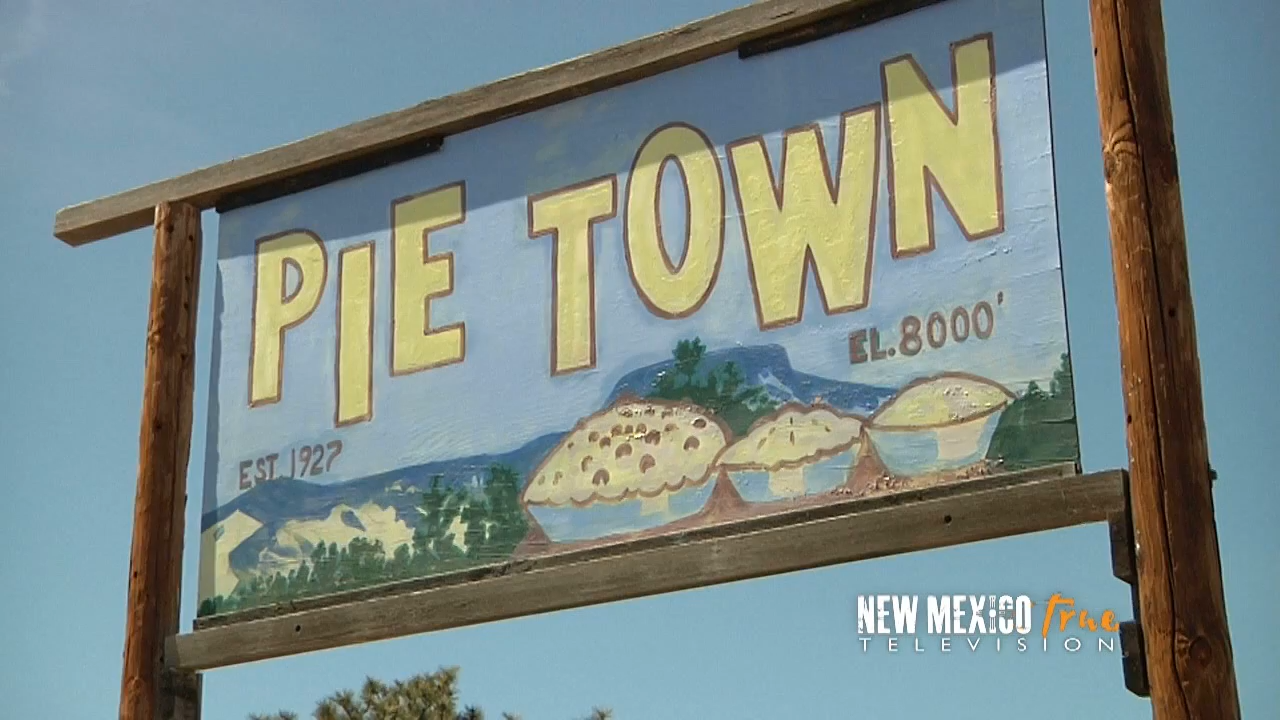 PIE TOWN
EL. 8000'
EST. 1927
NEW MEXICO True
TELEVISION